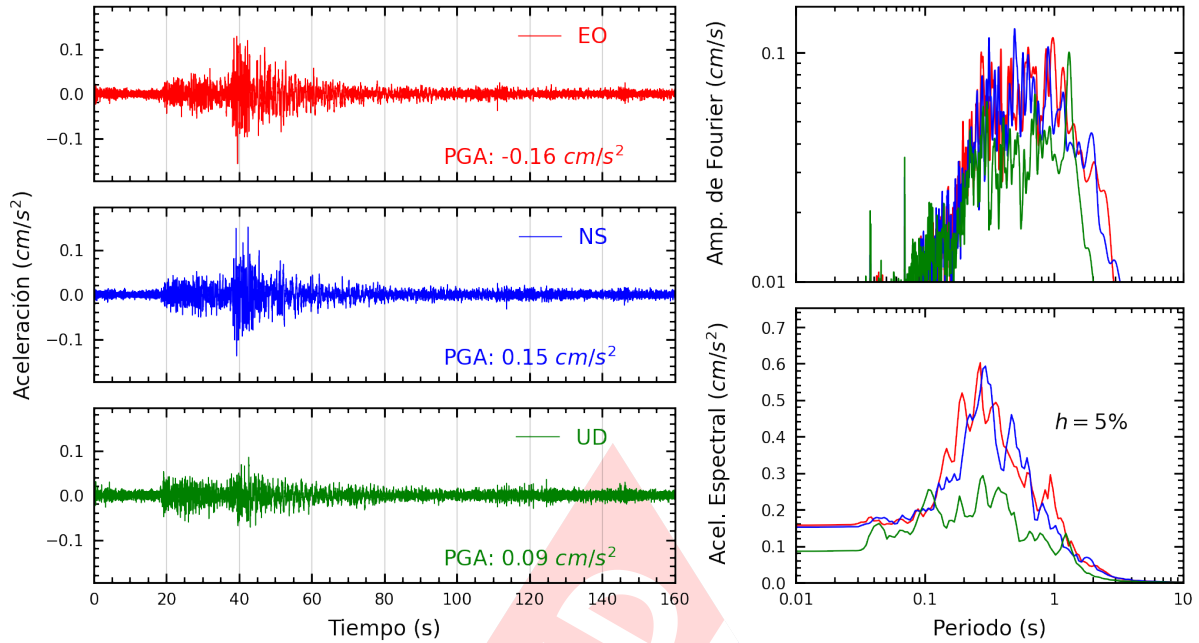 0.1
0.0
−0.1
EO
PGA: -0.16 cm/s²
0.1
0.0
−0.1
NS
PGA: 0.15 cm/s²
0.1
0.0
−0.1
UD
PGA: 0.09 cm/s²
0 20 40 60 80 100 120 140 160
Tiempo (s)
Aceleración (cm/s²)
0.1
0.01
Amp. de Fourier (cm/s)
0.7
0.6
0.5
0.4
0.3
0.2
0.1
0.0
h = 5%
0.01 0.1 1 10
Periodo (s)
Acel. Espectral (cm/s²)